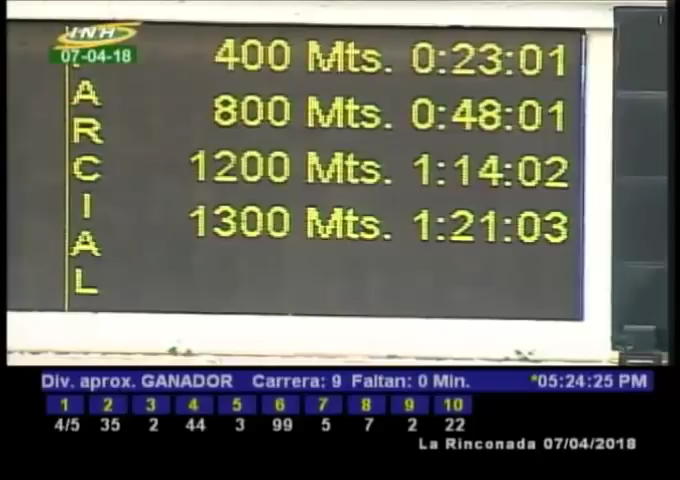 INH
07-04-18
400 Mts. 0:23:01
800 Mts. 0:48:01
1200 Mts. 1:14:02
1300 Mts. 1:21:03
ARCIAL
Div. aprox. GANADOR Carrera: 9 Faltan: 0 Min. *05:24:25 PM
1 2 3 4 5 6 7 8 9 10
4/5 35 2 44 3 99 5 7 2 22
La Rinconada 07/04/2018